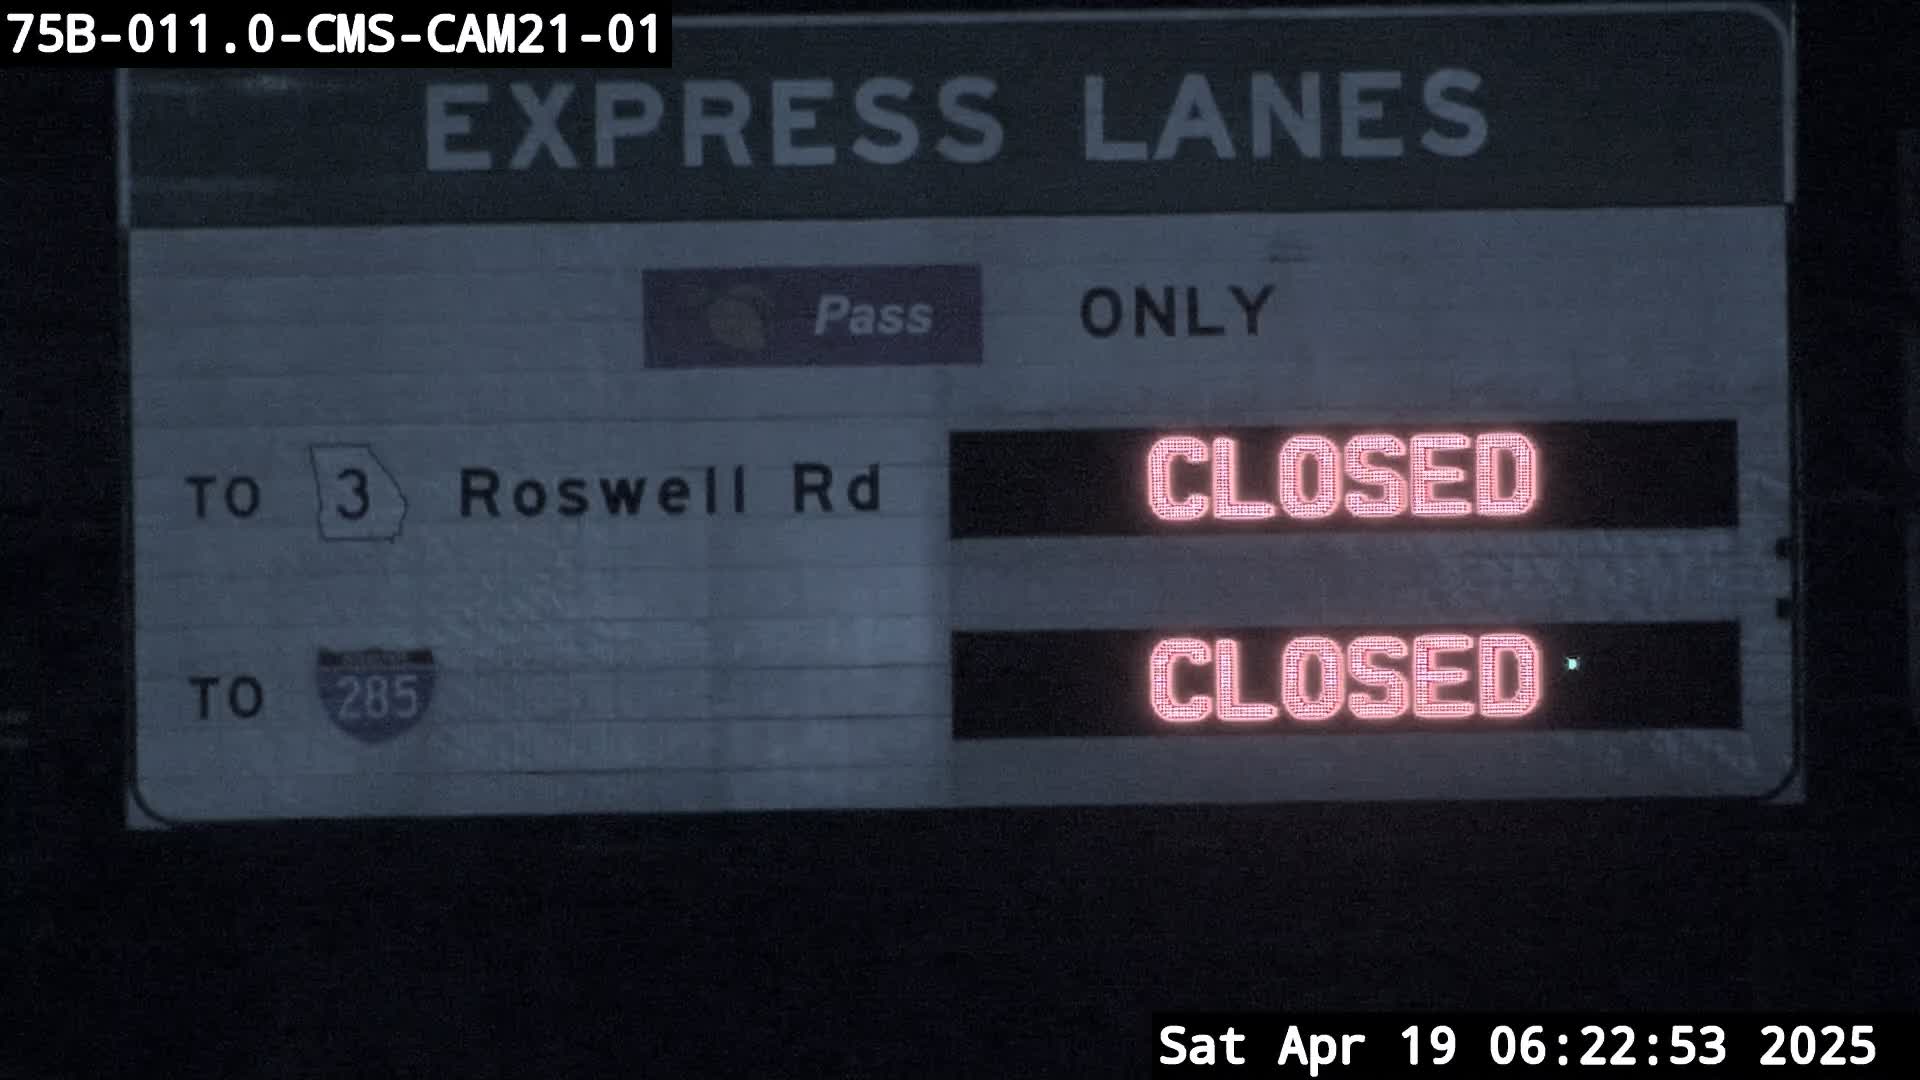 75B-011.0-CMS-CAM21-01
EXPRESS LANES
Pass ONLY
TO 3 Roswell Rd CLOSED
TO 285 CLOSED
Sat Apr 19 06:22:53 2025